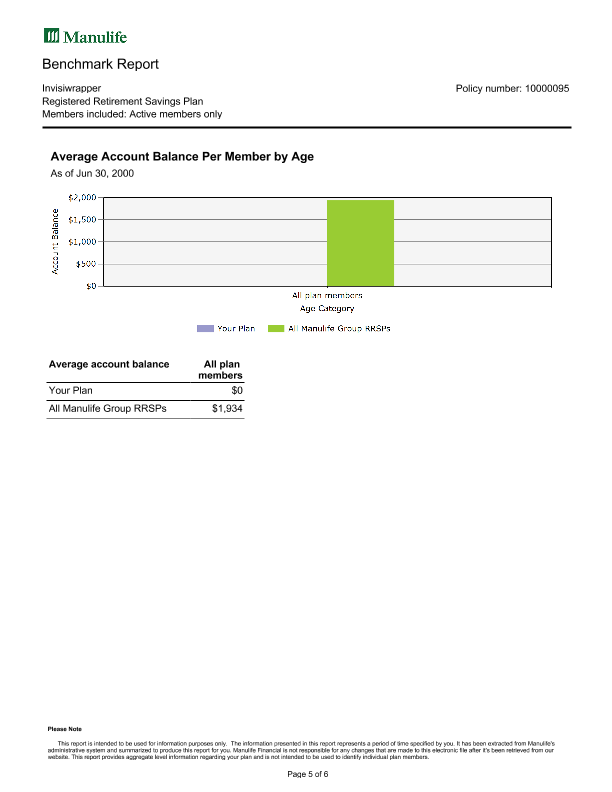 Manulife
Benchmark Report
Invisiwrapper
Policy number: 10000095
Registered Retirement Savings Plan
Members included: Active members only
Average Account Balance Per Member by Age
As of Jun 30, 2000
Account Balance
$2,000
$1,500
$1,000
$500
$0
All plan members
Age Category
Your Plan
All Manulife Group RRSPs
Average account balance
All plan
members
Your Plan $0
All Manulife Group RRSPs $1,934
Please Note
This report is intended to be used for information purposes only. The information presented in this report represents a period of time specified by you. It has been extracted from Manulife's
administrative system and summarized to produce this report for you. Manulife Financial is not responsible for any changes that are made to this electronic file after it's been retrieved from our
website. This report provides aggregate level information regarding your plan and is not intended to be used to identify individual plan members.
Page 5 of 6